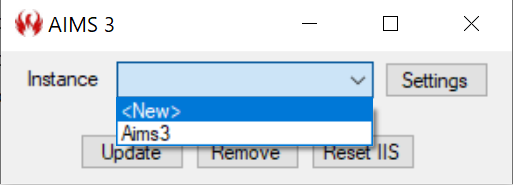 AIMS 3
Instance
Settings
<New>
Aims3
Update Remove Reset IIS